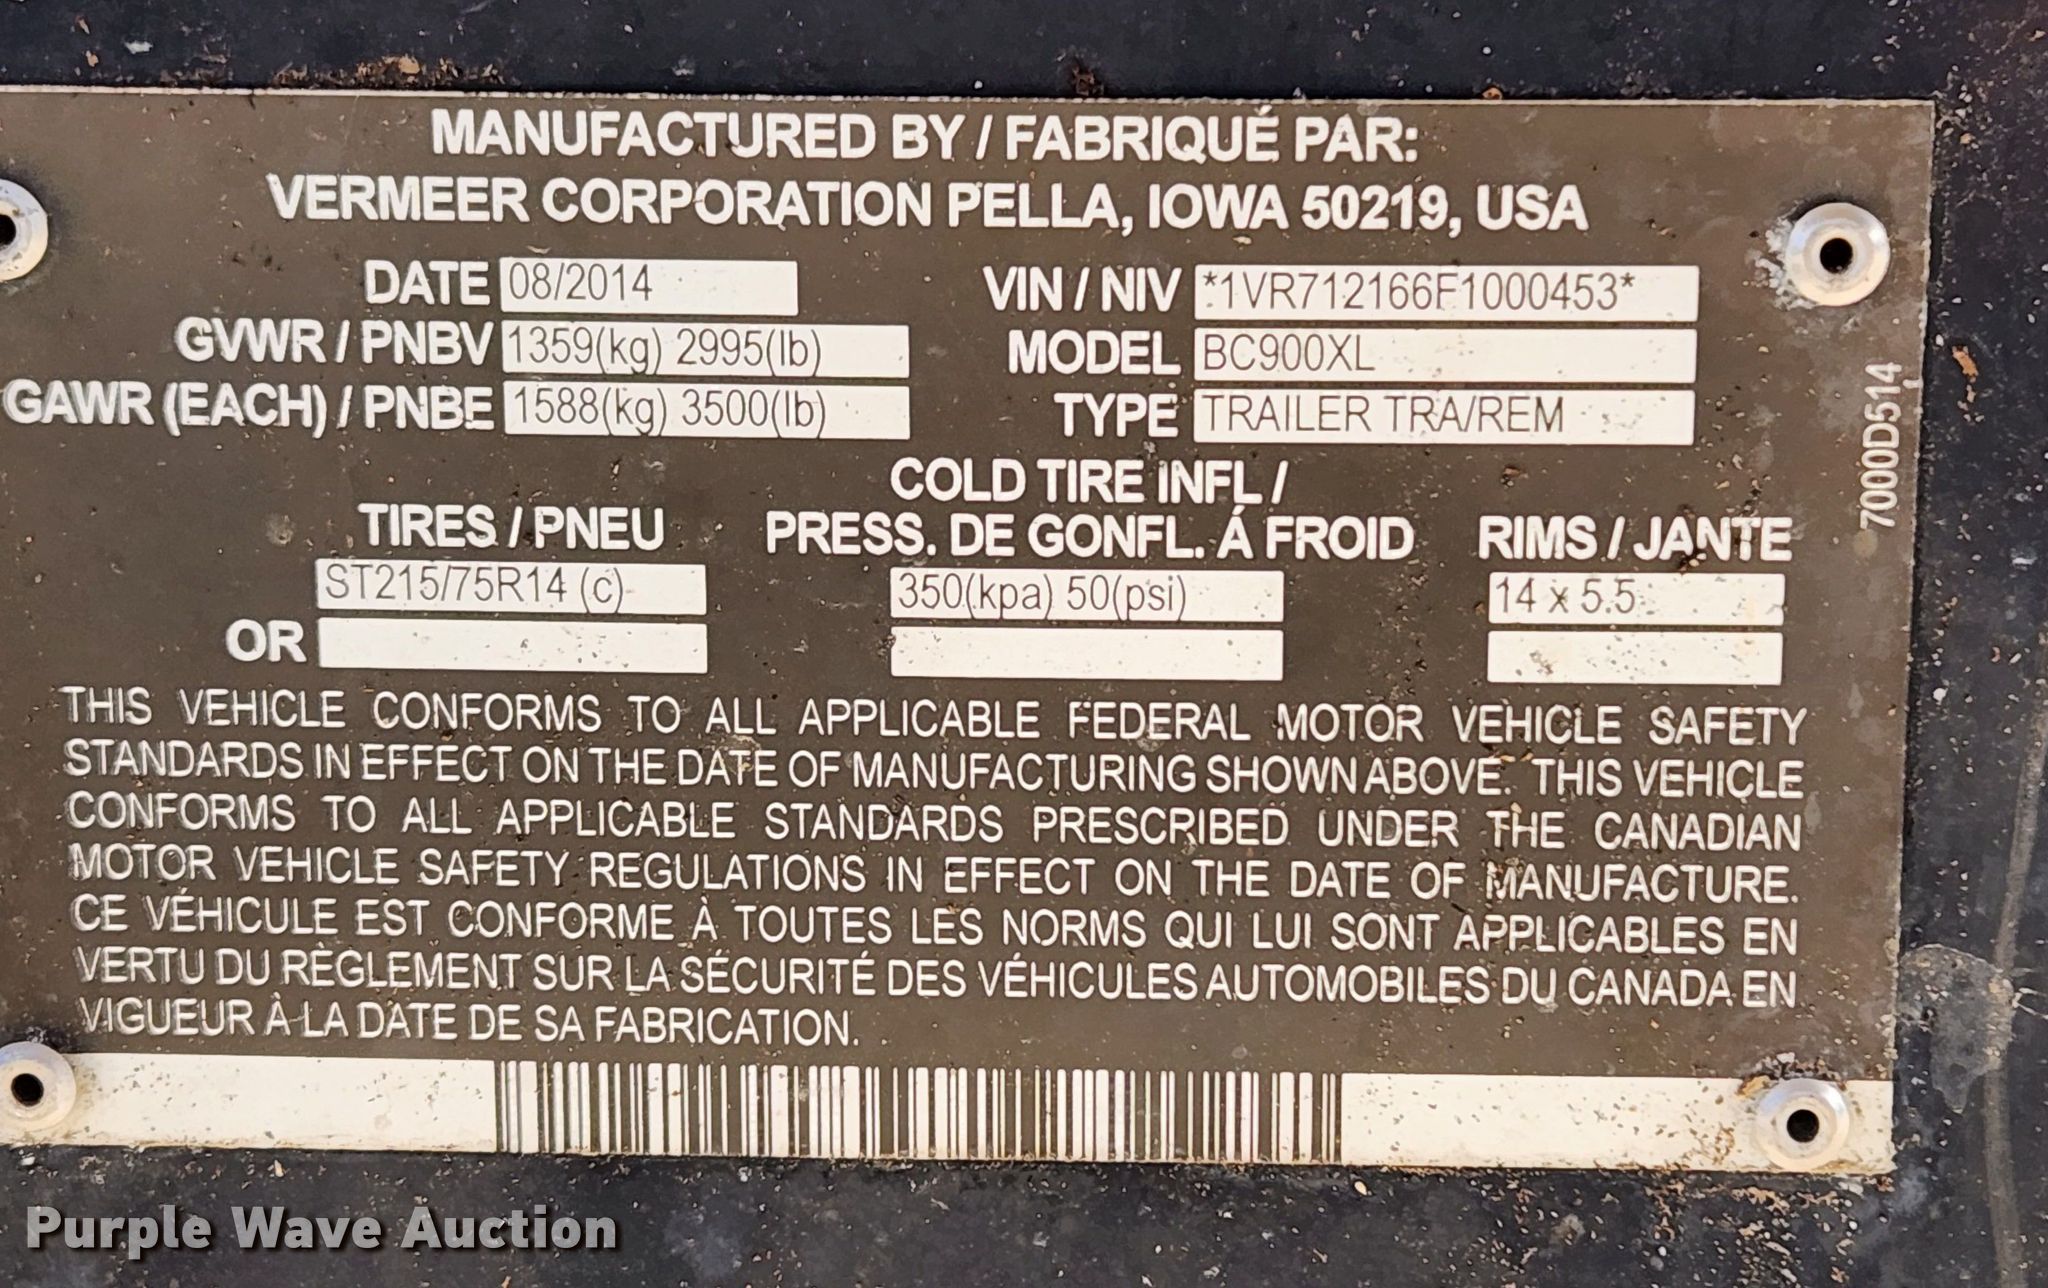 MANUFACTURED BY / FABRIQUÉ PAR:
VERMEER CORPORATION PELLA, IOWA 50219, USA
DATE 08/2014 VIN / NIV *1VR712166F1000453*
GVWR / PNBV 1359(kg) 2995(lb) MODEL BC900XL
GAWR (EACH) / PNBE 1588(kg) 3500(lb) TYPE TRAILER TRA/REM
700OD514
COLD TIRE INFL /
TIRES / PNEU PRESS. DE GONFL. Á FROID RIMS / JANTE
ST215/75R14 (c) 350(kpa) 50(psi) 14 x 5.5
OR
THIS VEHICLE CONFORMS TO ALL APPLICABLE FEDERAL MOTOR VEHICLE SAFETY
STANDARDS IN EFFECT ON THE DATE OF MANUFACTURING SHOWN ABOVE. THIS VEHICLE
CONFORMS TO ALL APPLICABLE STANDARDS PRESCRIBED UNDER THE CANADIAN
MOTOR VEHICLE SAFETY REGULATIONS IN EFFECT ON THE DATE OF MANUFACTURE.
CE VÉHICULE EST CONFORME À TOUTES LES NORMS QUI LUI SONT APPLICABLES EN
VERTU DU RÈGLEMENT SUR LA SÉCURITÉ DES VÉHICULES AUTOMOBILES DU CANADA EN
VIGUEUR À LA DATE DE SA FABRICATION.
Purple Wave Auction